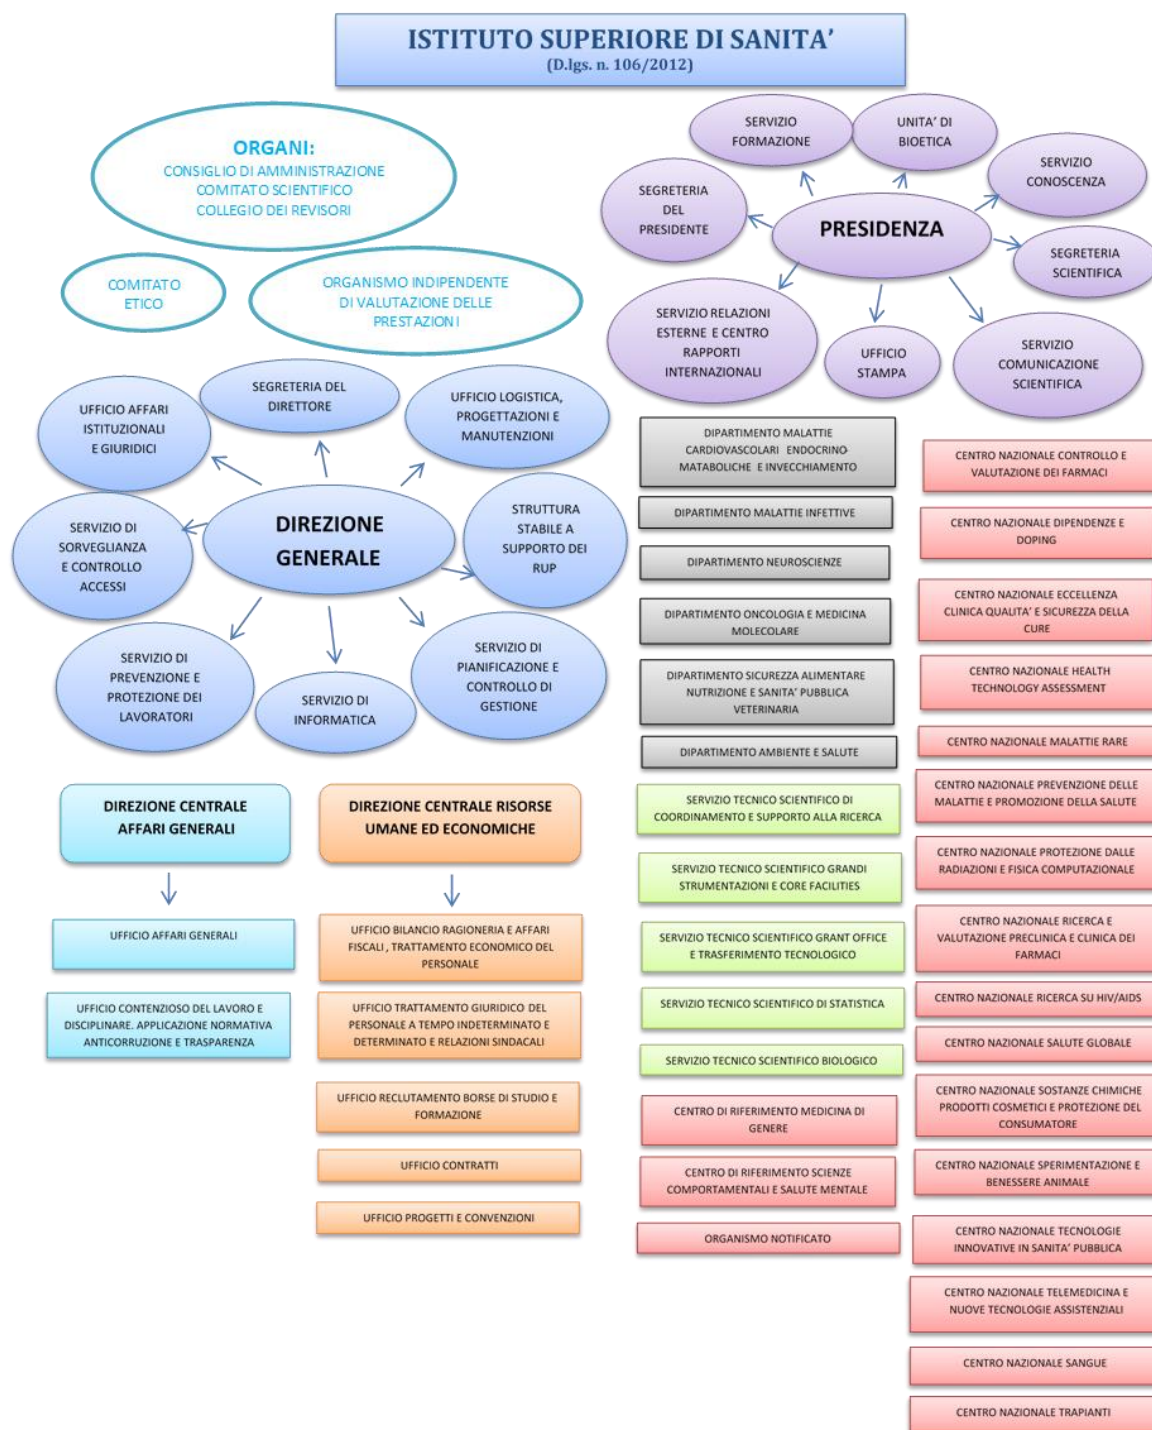 ISTITUTO SUPERIORE DI SANITA’
(D.lgs. n. 106/2012)
ORGANI:
CONSIGLIO DI AMMINISTRAZIONE
COMITATO SCIENTIFICO
COLLEGIO DEI REVISORI
COMITATO
ETICO
ORGANISMO INDIPENDENTE
DI VALUTAZIONE DELLE
PRESTAZIONI
SERVIZIO
FORMAZIONE
UNITA’ DI
BIOETICA
SERVIZIO
CONOSCENZA
SEGRETERIA
DEL
PRESIDENTE
PRESIDENZA
SEGRETERIA
SCIENTIFICA
SERVIZIO RELAZIONI
ESTERNE E CENTRO
RAPPORTI
INTERNAZIONALI
UFFICIO
STAMPA
SERVIZIO
COMUNICAZIONE
SCIENTIFICA
UFFICIO AFFARI
ISTITUZIONALI
E GIURIDICI
SEGRETERIA DEL
DIRETTORE
UFFICIO LOGISTICA,
PROGETTAZIONI E
MANUTENZIONI
SERVIZIO DI
SORVEGLIANZA
E CONTROLLO
ACCESSI
DIREZIONE
GENERALE
STRUTTURA
STABILE A
SUPPORTO DEI
RUP
SERVIZIO DI
PREVENZIONE E
PROTEZIONE DEI
LAVORATORI
SERVIZIO DI
INFORMATICA
SERVIZIO DI
PIANIFICAZIONE E
CONTROLLO DI
GESTIONE
DIREZIONE CENTRALE
AFFARI GENERALI
UFFICIO AFFARI GENERALI
UFFICIO CONTENZIOSO DEL LAVORO E
DISCIPLINARE. APPLICAZIONE NORMATIVA
ANTICORRUZIONE E TRASPARENZA
DIREZIONE CENTRALE RISORSE
UMANE ED ECONOMICHE
UFFICIO BILANCIO RAGIONERIA E AFFARI
FISCALI , TRATTAMENTO ECONOMICO DEL
PERSONALE
UFFICIO TRATTAMENTO GIURIDICO DEL
PERSONALE A TEMPO INDETERMINATO E
DETERMINATO E RELAZIONI SINDACALI
UFFICIO RECLUTAMENTO BORSE DI STUDIO E
FORMAZIONE
UFFICIO CONTRATTI
UFFICIO PROGETTI E CONVENZIONI
DIPARTIMENTO MALATTIE
CARDIOVASCOLARI ENDOCRINO-
MATABOLICHE E INVECCHIAMENTO
DIPARTIMENTO MALATTIE INFETTIVE
DIPARTIMENTO NEUROSCIENZE
DIPARTIMENTO ONCOLOGIA E MEDICINA
MOLECOLARE
DIPARTIMENTO SICUREZZA ALIMENTARE
NUTRIZIONE E SANITA’ PUBBLICA
VETERINARIA
DIPARTIMENTO AMBIENTE E SALUTE
SERVIZIO TECNICO SCIENTIFICO DI
COORDINAMENTO E SUPPORTO ALLA RICERCA
SERVIZIO TECNICO SCIENTIFICO GRANDI
STRUMENTAZIONI E CORE FACILITIES
SERVIZIO TECNICO SCIENTIFICO GRANT OFFICE
E TRASFERIMENTO TECNOLOGICO
SERVIZIO TECNICO SCIENTIFICO DI STATISTICA
SERVIZIO TECNICO SCIENTIFICO BIOLOGICO
CENTRO DI RIFERIMENTO MEDICINA DI
GENERE
CENTRO DI RIFERIMENTO SCIENZE
COMPORTAMENTALI E SALUTE MENTALE
ORGANISMO NOTIFICATO
CENTRO NAZIONALE CONTROLLO E
VALUTAZIONE DEI FARMACI
CENTRO NAZIONALE DIPENDENZE E
DOPING
CENTRO NAZIONALE ECCELLENZA
CLINICA QUALITA’ E SICUREZZA DELLA
CURE
CENTRO NAZIONALE HEALTH
TECHNOLOGY ASSESSMENT
CENTRO NAZIONALE MALATTIE RARE
CENTRO NAZIONALE PREVENZIONE DELLE
MALATTIE E PROMOZIONE DELLA SALUTE
CENTRO NAZIONALE PROTEZIONE DALLE
RADIAZIONI E FISICA COMPUTAZIONALE
CENTRO NAZIONALE RICERCA E
VALUTAZIONE PRECLINICA E CLINICA DEI
FARMACI
CENTRO NAZIONALE RICERCA SU HIV/AIDS
CENTRO NAZIONALE SALUTE GLOBALE
CENTRO NAZIONALE SOSTANZE CHIMICHE
PRODOTTI COSMETICI E PROTEZIONE DEL
CONSUMATORE
CENTRO NAZIONALE SPERIMENTAZIONE E
BENESSERE ANIMALE
CENTRO NAZIONALE TECNOLOGIE
INNOVATIVE IN SANITA’ PUBBLICA
CENTRO NAZIONALE TELEMEDICINA E
NUOVE TECNOLOGIE ASSISTENZIALI
CENTRO NAZIONALE SANGUE
CENTRO NAZIONALE TRAPIANTI